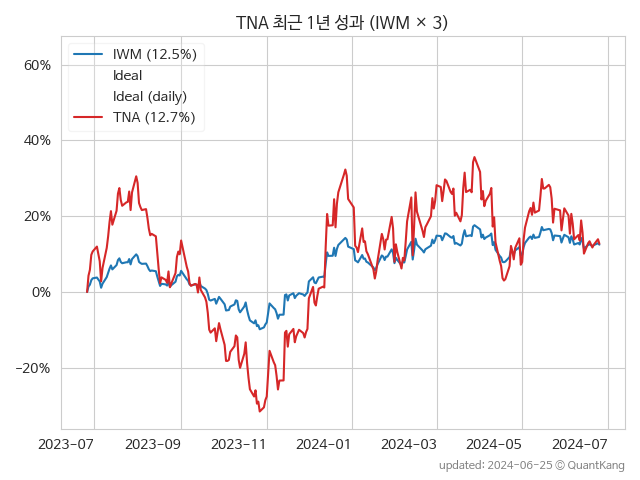 TNA 최근 1년 성과 (IWM × 3)
IWM (12.5%)
Ideal
Ideal (daily)
TNA (12.7%)
60%
40%
20%
0%
−20%
2023-07 2023-09 2023-11 2024-01 2024-03 2024-05 2024-07
updated: 2024-06-25 © QuantKang